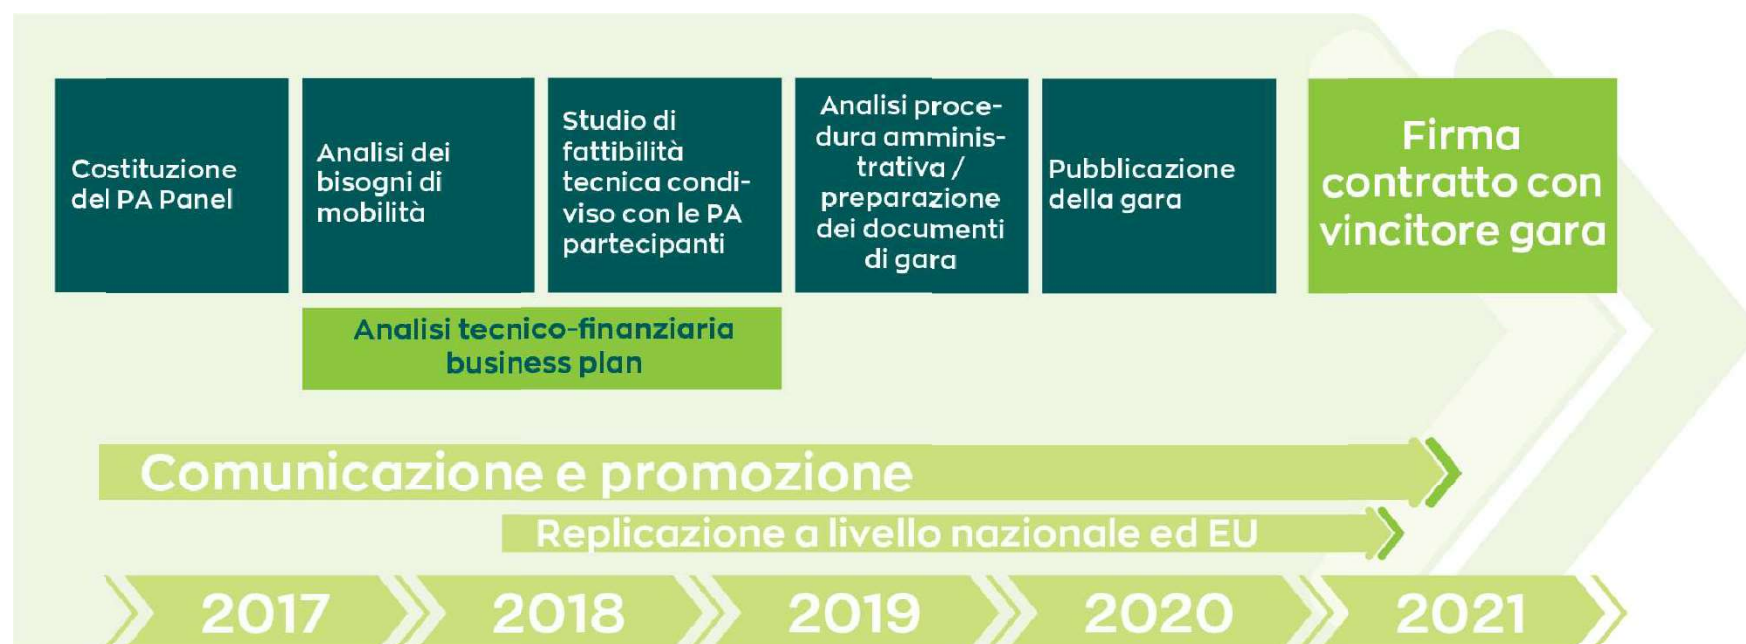 Costituzione
del PA Panel
Analisi dei
bisogni di
mobilità
Studio di
fattibilità
tecnica condi-
viso con le PA
partecipanti
Analisi proce-
dura amminis-
trativa /
preparazione
dei documenti
di gara
Pubblicazione
della gara
Firma
contratto con
vincitore gara
Analisi tecnico-finanziaria
business plan
Comunicazione e promozione
Replicazione a livello nazionale ed EU
2017
2018
2019
2020
2021